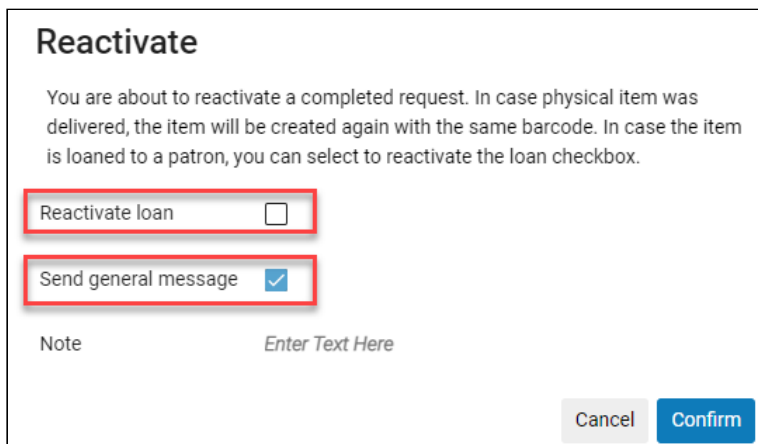 Reactivate
You are about to reactivate a completed request. In case physical item was
delivered, the item will be created again with the same barcode. In case the item
is loaned to a patron, you can select to reactivate the loan checkbox.
Reactivate loan
Send general message
Note Enter Text Here
Cancel Confirm